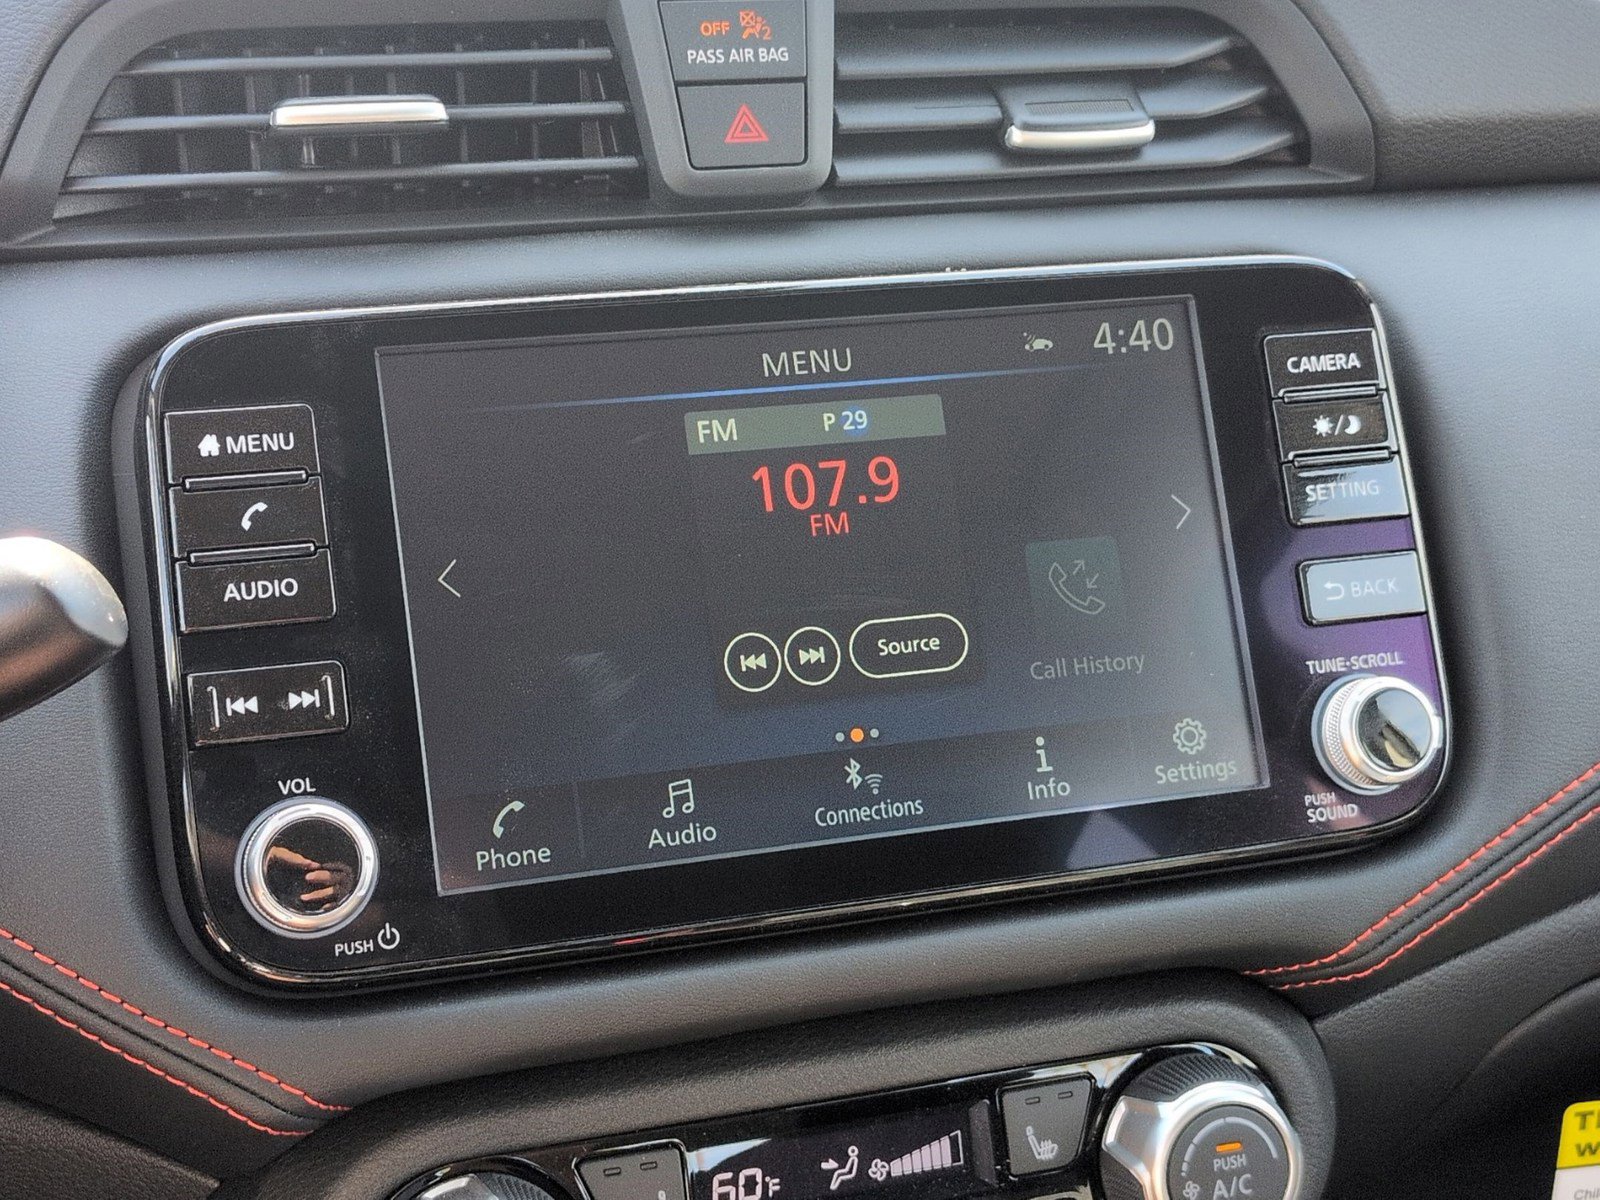 OFF 2
PASS AIR BAG
MENU
4:40
FM P 29
107.9
FM
Source
Call History
Phone
Audio
Connections
Info
Settings
MENU
AUDIO
VOL
PUSH
CAMERA
SETTING
BACK
TUNE·SCROLL
PUSH
SOUND
60°F
PUSH
A/C